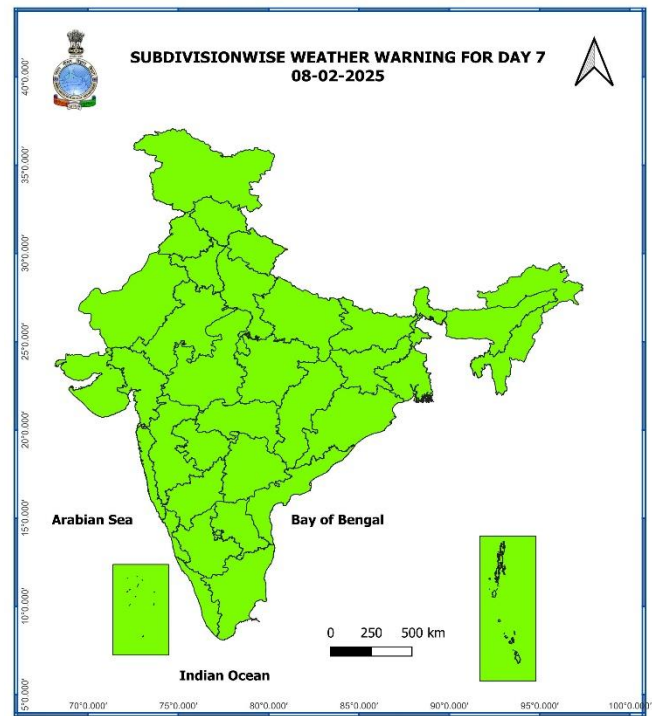 SUBDIVISIONWISE WEATHER WARNING FOR DAY 7
08-02-2025
40°0.000'
35°0.000'
30°0.000'
25°0.000'
20°0.000'
15°0.000'
10°0.000'
5°0.000'
Arabian Sea
Bay of Bengal
0 250 500 km
Indian Ocean
70°0.000' 75°0.000' 80°0.000' 85°0.000' 90°0.000' 95°0.000' 100°0.000'